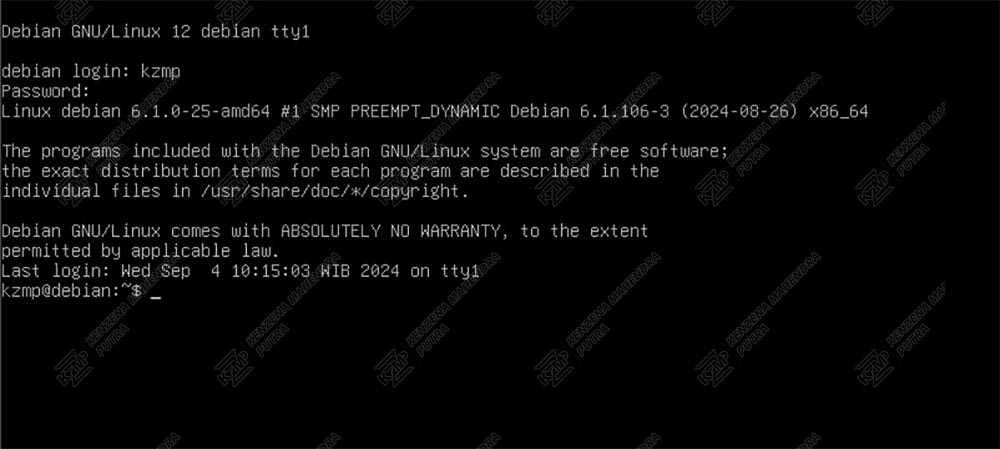 Debian GNU/Linux 12 debian tty1
debian login: kzmp
Password:
Linux debian 6.1.0-25-amd64 #1 SMP PREEMPT_DYNAMIC Debian 6.1.106-3 (2024-08-26) x86_64
The programs included with the Debian GNU/Linux system are free software;
the exact distribution terms for each program are described in the
individual files in /usr/share/doc/*/copyright.
Debian GNU/Linux comes with ABSOLUTELY NO WARRANTY, to the extent
permitted by applicable law.
Last login: Wed Sep  4 10:15:03 WIB 2024 on tty1
kzmp@debian:~$ _
KZMP
KENZENA MAHENDRA
PUTRA